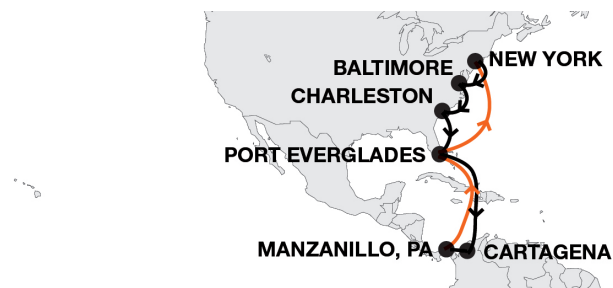 NEW YORK
BALTIMORE
CHARLESTON
PORT EVERGLADES
MANZANILLO, PA
CARTAGENA